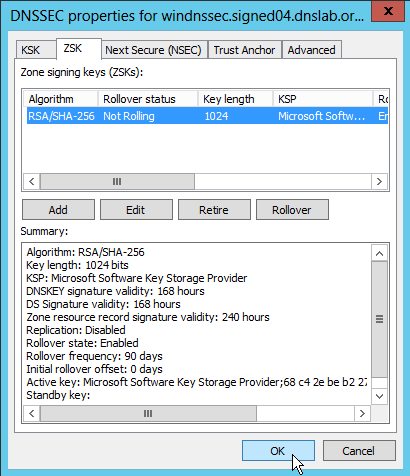 DNSSEC properties for windnssec.signed04.dnslab.or...
KSK ZSK Next Secure (NSEC) Trust Anchor Advanced
Zone signing keys (ZSKs):
Algorithm Rollover status Key length KSP Ro
RSA/SHA-256 Not Rolling 1024 Microsoft Softw... En
Add Edit Retire Rollover
Summary:
Algorithm: RSA/SHA-256
Key length: 1024 bits
KSP: Microsoft Software Key Storage Provider
DNSKEY signature validity: 168 hours
DS Signature validity: 168 hours
Zone resource record signature validity: 240 hours
Replication: Disabled
Rollover state: Enabled
Rollover frequency: 90 days
Initial rollover offset: 0 days
Active key: Microsoft Software Key Storage Provider;68 c4 2e be b2 27
Standby key:
OK Cancel